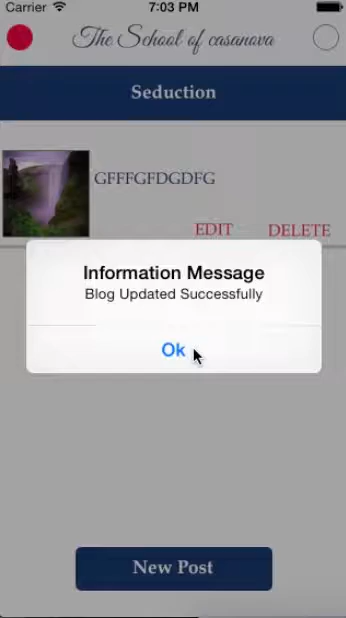 Carrier 7:03 PM
The School of casanova
Seduction
GFFFGFDGDFG
EDIT DELETE
Information Message
Blog Updated Successfully
Ok
New Post